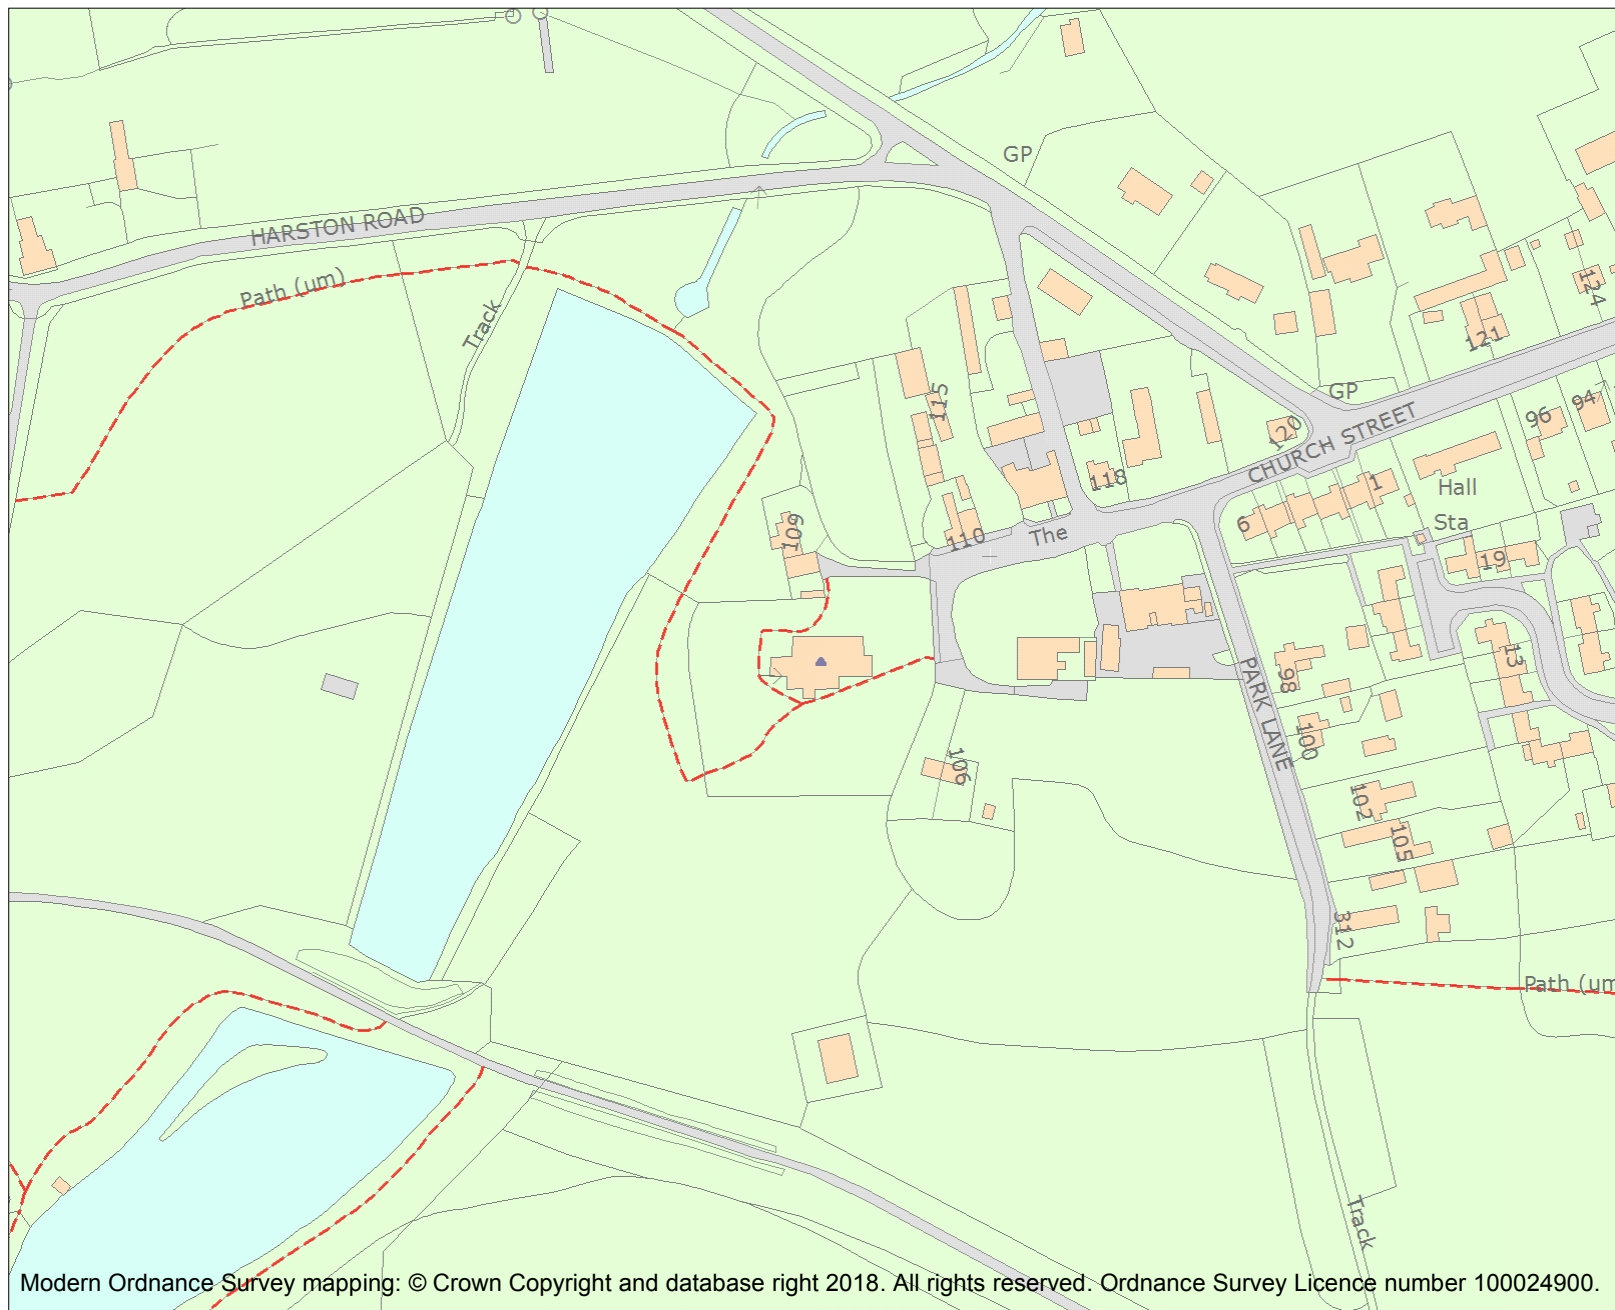 GP
HARSTON ROAD
Path (um)
Track
124
121
GP
115
120
CHURCH STREET
96
94
118
1
Hall
6
Sta
109
110
The
19
13
98
PARK LANE
100
106
102
105
312
Path (um
Track
Modern Ordnance Survey mapping: © Crown Copyright and database right 2018. All rights reserved. Ordnance Survey Licence number 100024900.